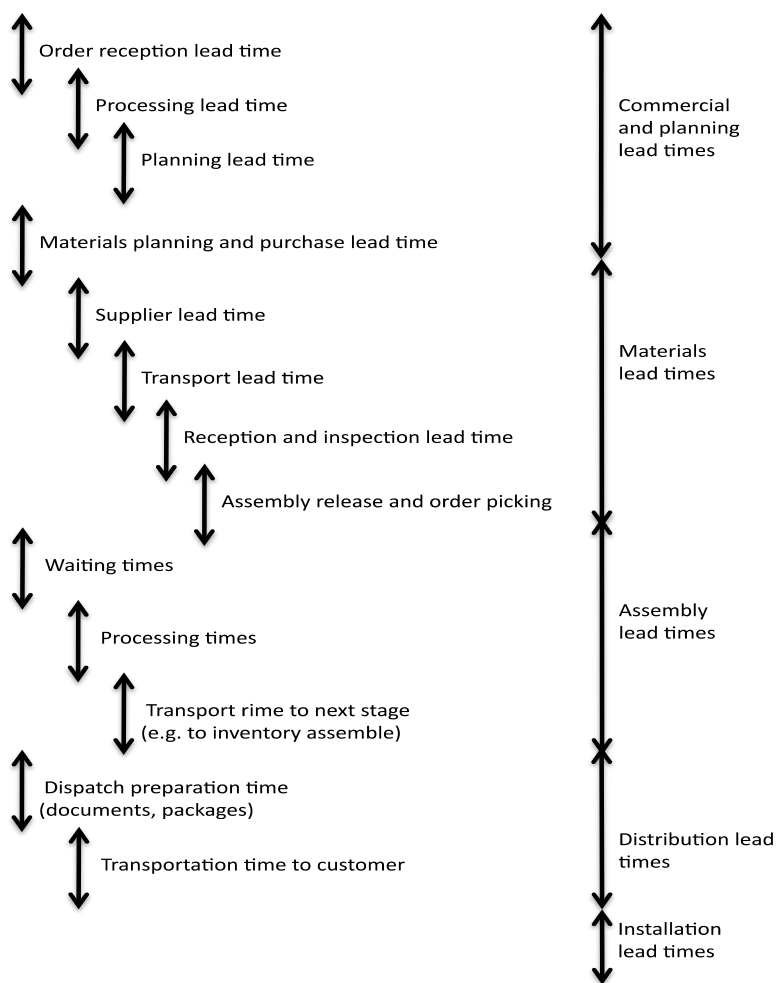 Order reception lead time
Processing lead time
Planning lead time
Materials planning and purchase lead time
Supplier lead time
Transport lead time
Reception and inspection lead time
Assembly release and order picking
Waiting times
Processing times
Transport rime to next stage
(e.g. to inventory assemble)
Dispatch preparation time
(documents, packages)
Transportation time to customer
Commercial
and planning
lead times
Materials
lead times
Assembly
lead times
Distribution lead
times
Installation
lead times